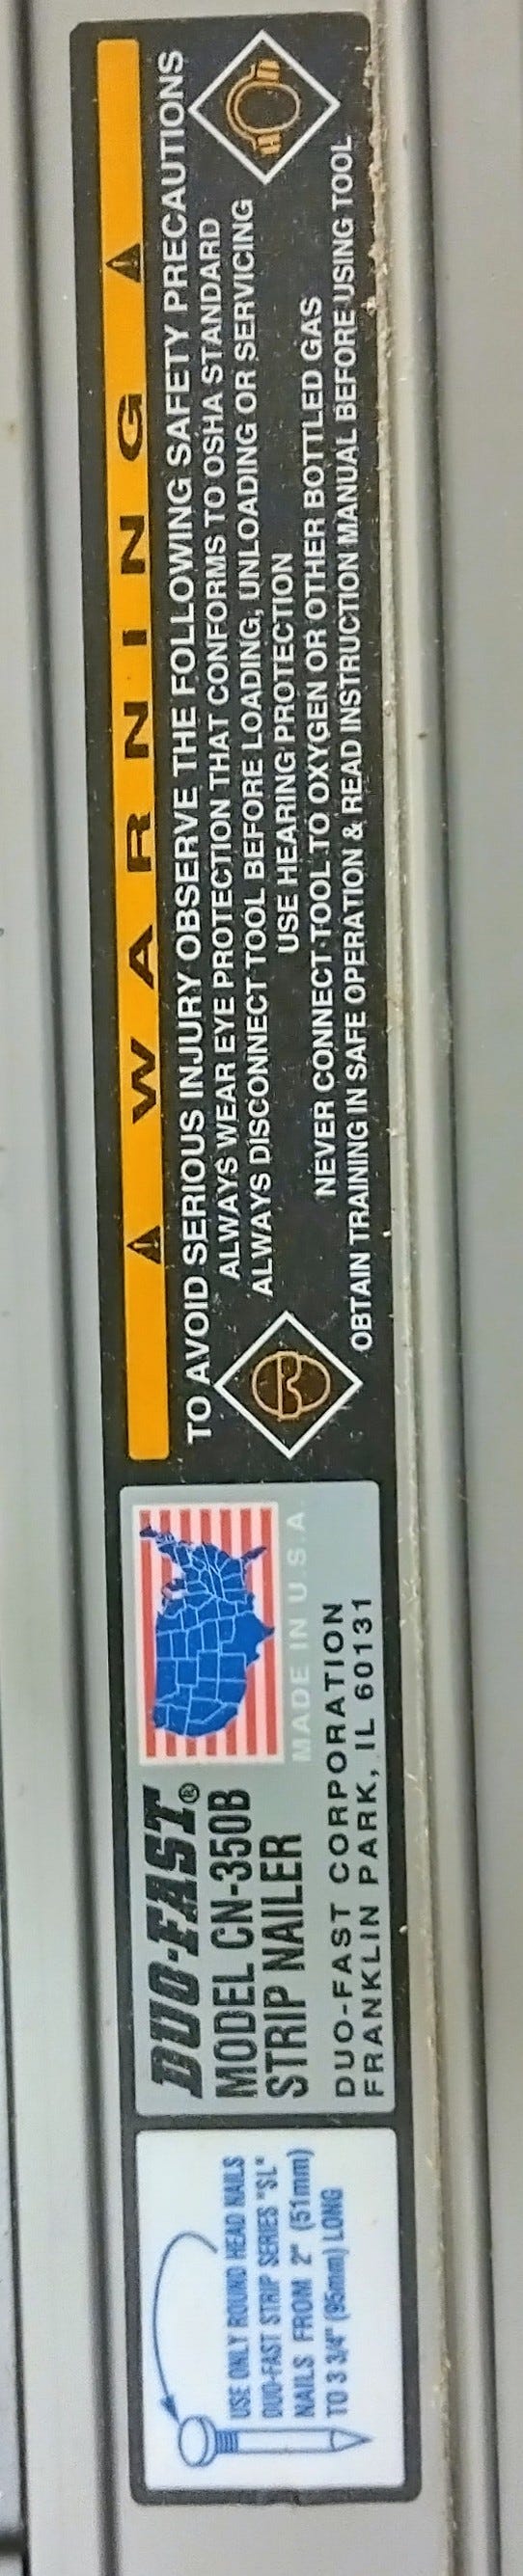 USE ONLY ROUND HEAD NAILS
DUO-FAST STRIP SERIES "SL"
NAILS FROM 2" (51mm)
TO 3 3/4" (95mm) LONG
DUO-FAST®
MODEL CN-350B
STRIP NAILER
DUO-FAST CORPORATION
FRANKLIN PARK, IL 60131
MADE IN U.S.A.
WARNING
TO AVOID SERIOUS INJURY OBSERVE THE FOLLOWING SAFETY PRECAUTIONS
ALWAYS WEAR EYE PROTECTION THAT CONFORMS TO OSHA STANDARD
ALWAYS DISCONNECT TOOL BEFORE LOADING, UNLOADING OR SERVICING
USE HEARING PROTECTION
NEVER CONNECT TOOL TO OXYGEN OR OTHER BOTTLED GAS
OBTAIN TRAINING IN SAFE OPERATION & READ INSTRUCTION MANUAL BEFORE USING TOOL